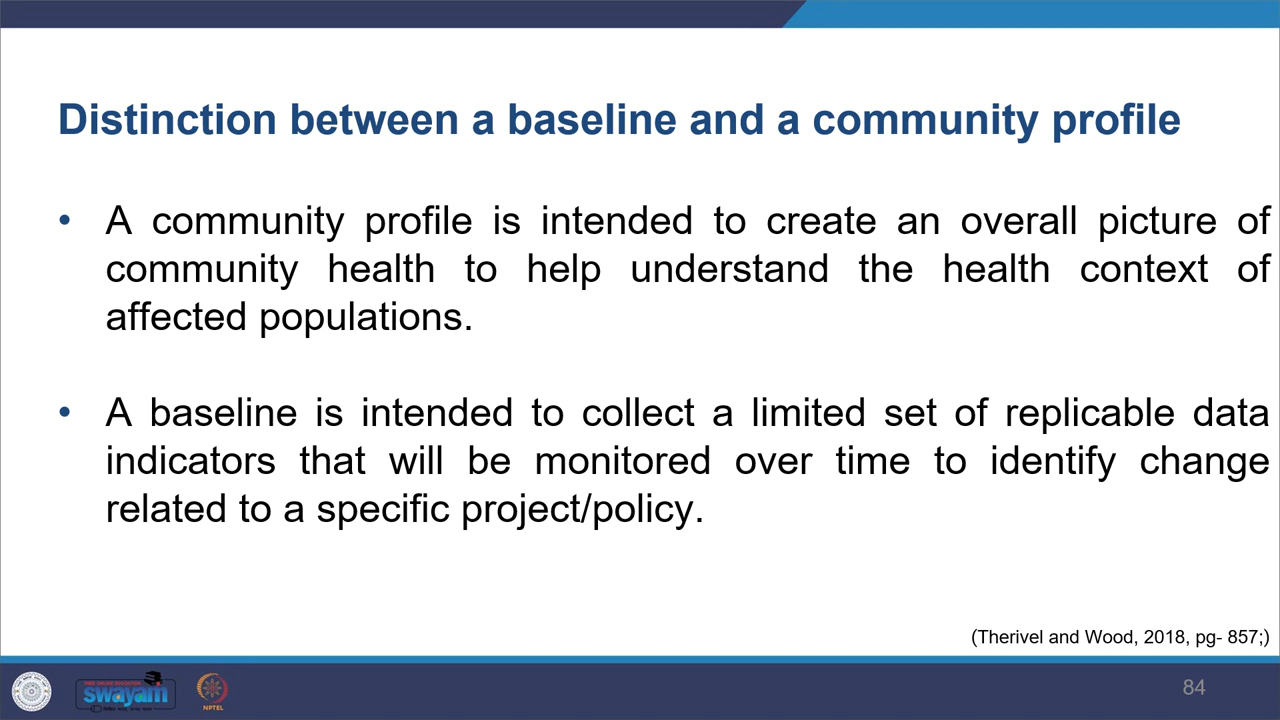 Distinction between a baseline and a community profile
• A community profile is intended to create an overall picture of
community health to help understand the health context of
affected populations.
• A baseline is intended to collect a limited set of replicable data
indicators that will be monitored over time to identify change
related to a specific project/policy.
(Therivel and Wood, 2018, pg- 857;)
swayam
NPTEL
84